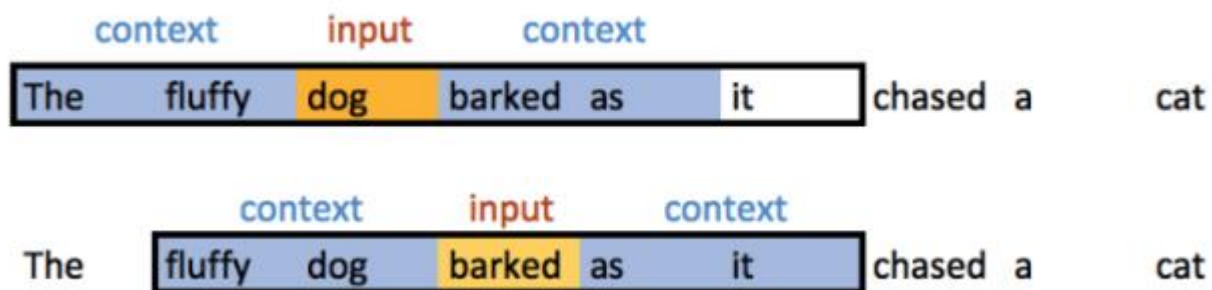 context input context
The fluffy dog barked as it chased a cat
context input context
The fluffy dog barked as it chased a cat